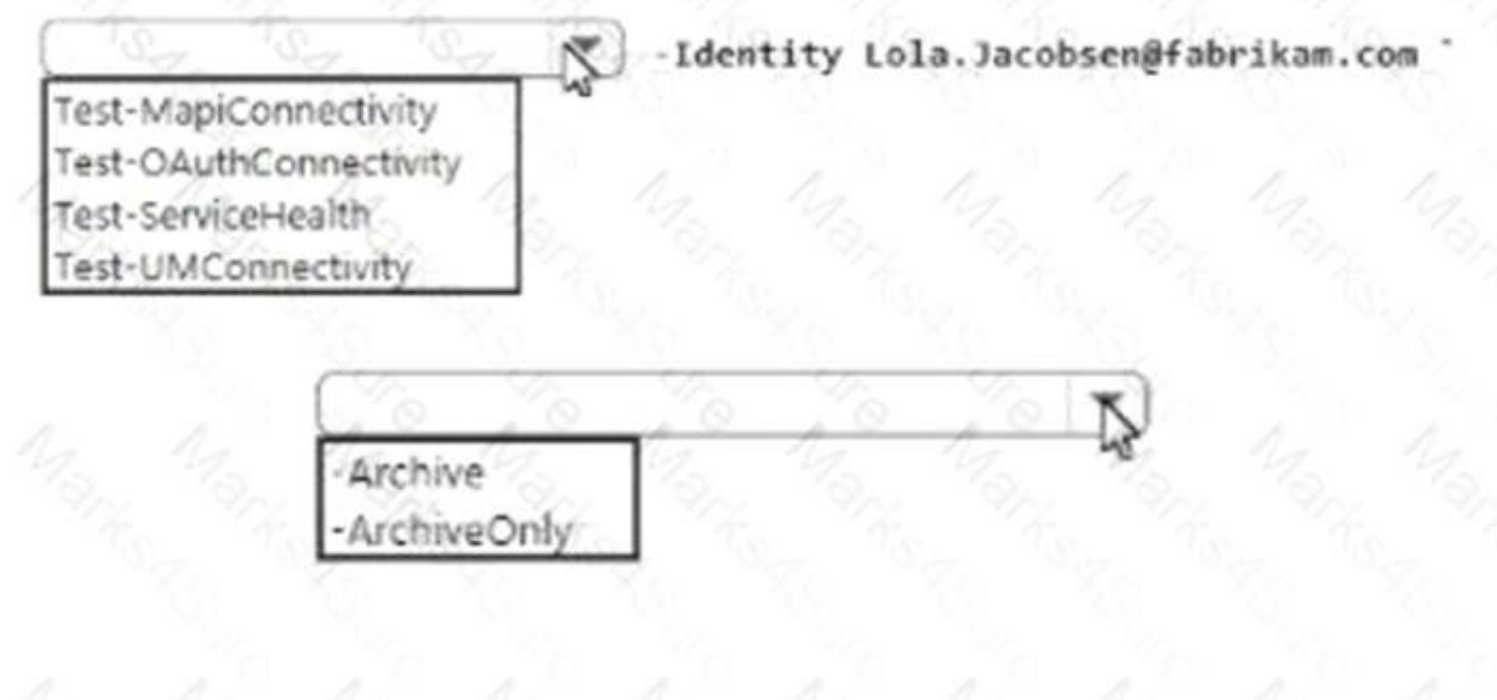 -Identity Lola.Jacobsen@fabrikam.com `
Test-MapiConnectivity
Test-OAuthConnectivity
Test-ServiceHealth
Test-UMConnectivity
-Archive
-ArchiveOnly